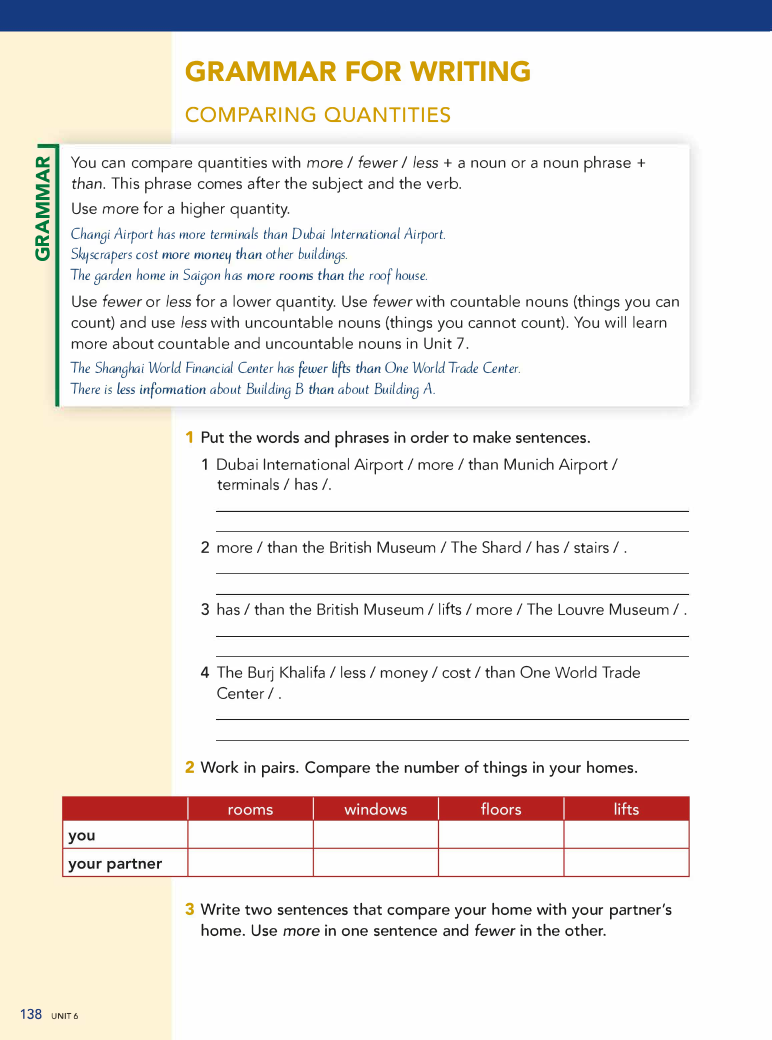 GRAMMAR FOR WRITING
COMPARING QUANTITIES
GRAMMAR
You can compare quantities with more / fewer / less + a noun or a noun phrase +
than. This phrase comes after the subject and the verb.
Use more for a higher quantity.
Changi Airport has more terminals than Dubai International Airport.
Skyscrapers cost more money than other buildings.
The garden home in Saigon has more rooms than the roof house.
Use fewer or less for a lower quantity. Use fewer with countable nouns (things you can
count) and use less with uncountable nouns (things you cannot count). You will learn
more about countable and uncountable nouns in Unit 7.
The Shanghai World Financial Center has fewer lifts than One World Trade Center.
There is less information about Building B than about Building A.
1 Put the words and phrases in order to make sentences.
1 Dubai International Airport / more / than Munich Airport /
terminals / has /.
2 more / than the British Museum / The Shard / has / stairs / .
3 has / than the British Museum / lifts / more / The Louvre Museum / .
4 The Burj Khalifa / less / money / cost / than One World Trade
Center / .
2 Work in pairs. Compare the number of things in your homes.
rooms windows floors lifts
you
your partner
3 Write two sentences that compare your home with your partner's
home. Use more in one sentence and fewer in the other.
138 UNIT 6